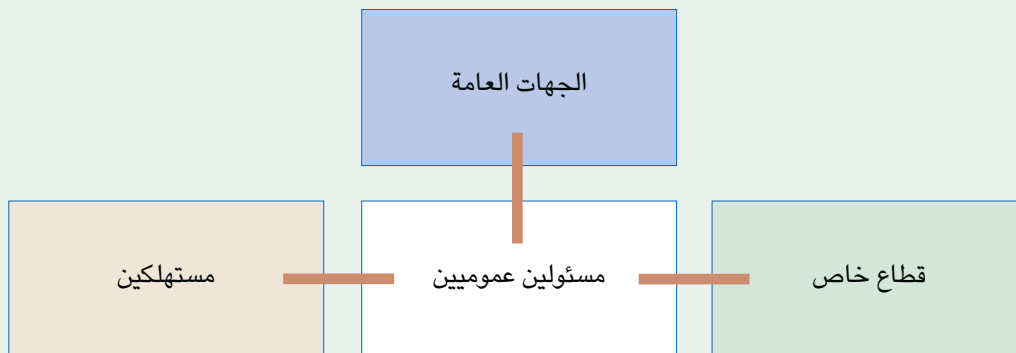 الجهات العامة
قطاع خاص
مسئولين عموميين
مستهلكين